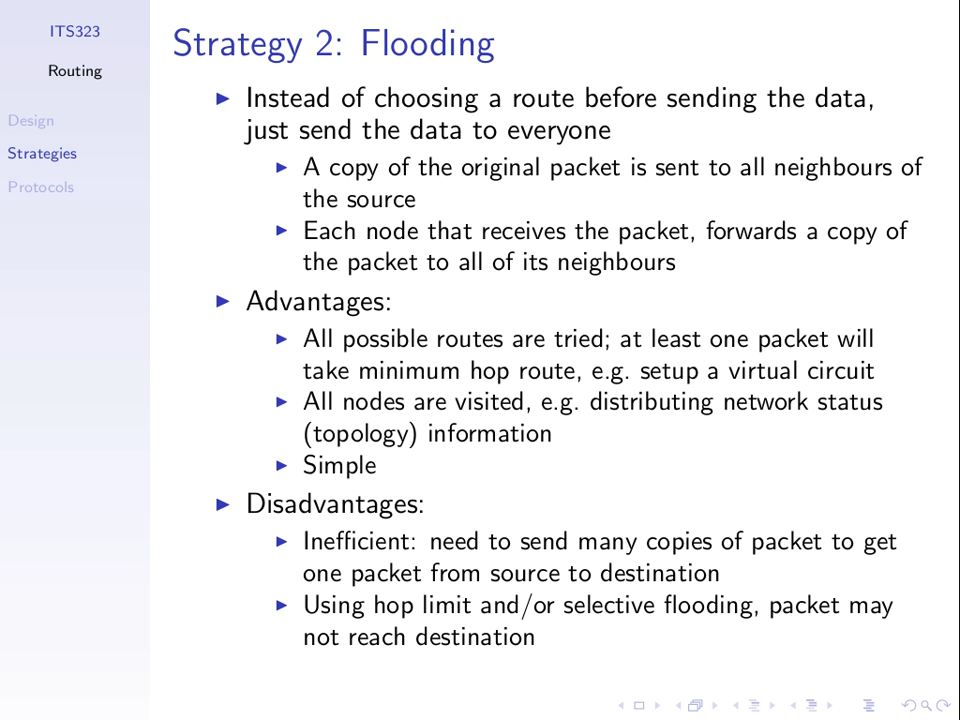 ITS323
Routing
Design
Strategies
Protocols
Strategy 2: Flooding
Instead of choosing a route before sending the data,
just send the data to everyone
A copy of the original packet is sent to all neighbours of
the source
Each node that receives the packet, forwards a copy of
the packet to all of its neighbours
Advantages:
All possible routes are tried; at least one packet will
take minimum hop route, e.g. setup a virtual circuit
All nodes are visited, e.g. distributing network status
(topology) information
Simple
Disadvantages:
Inefficient: need to send many copies of packet to get
one packet from source to destination
Using hop limit and/or selective flooding, packet may
not reach destination